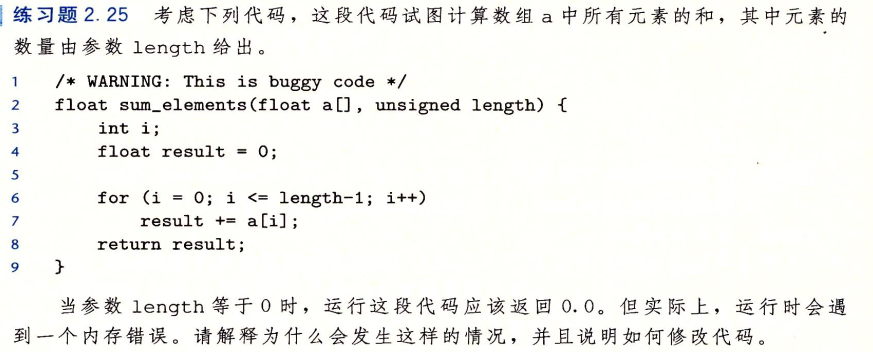 练习题2.25 考虑下列代码，这段代码试图计算数组a中所有元素的和，其中元素的
数量由参数 length 给出。
1 /* WARNING: This is buggy code */
2 float sum_elements(float a[], unsigned length) {
3 int i;
4 float result = 0;
5
6 for (i = 0; i <= length-1; i++)
7 result += a[i];
8 return result;
9 }
当参数 length 等于0时，运行这段代码应该返回0.0。但实际上，运行时会遇
到一个内存错误。请解释为什么会发生这样的情况，并且说明如何修改代码。